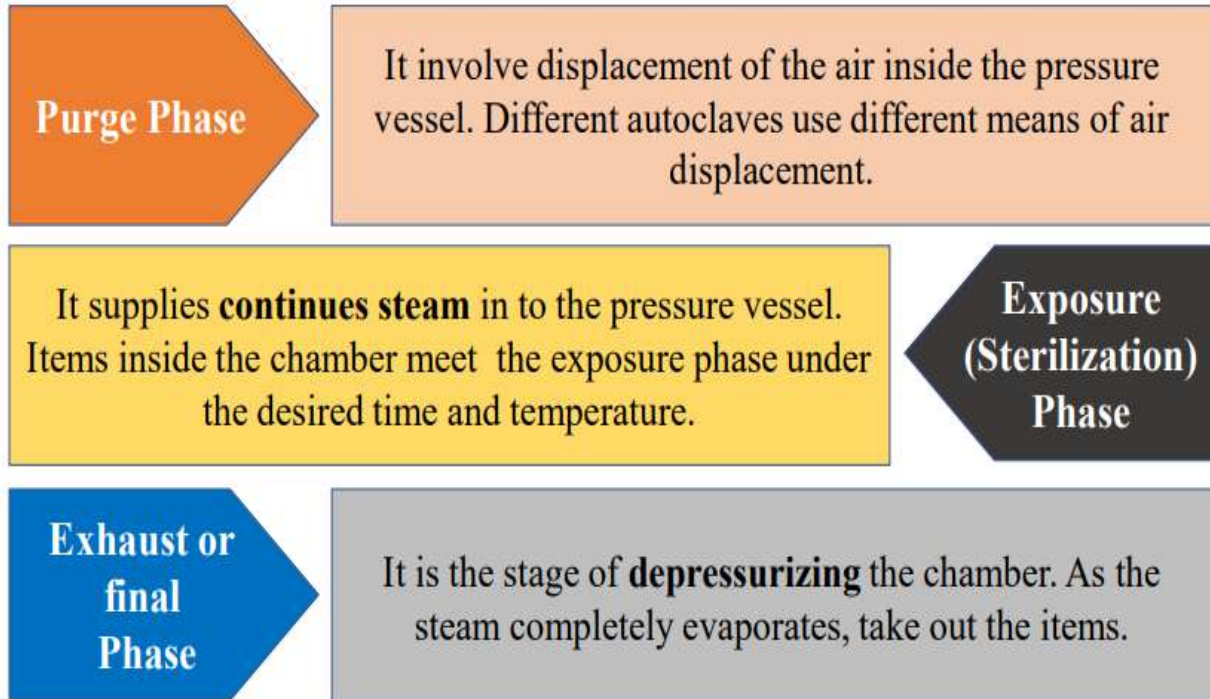 Purge Phase
It involve displacement of the air inside the pressure
vessel. Different autoclaves use different means of air
displacement.
It supplies continues steam in to the pressure vessel.
Items inside the chamber meet the exposure phase under
the desired time and temperature.
Exposure
(Sterilization)
Phase
Exhaust or
final
Phase
It is the stage of depressurizing the chamber. As the
steam completely evaporates, take out the items.